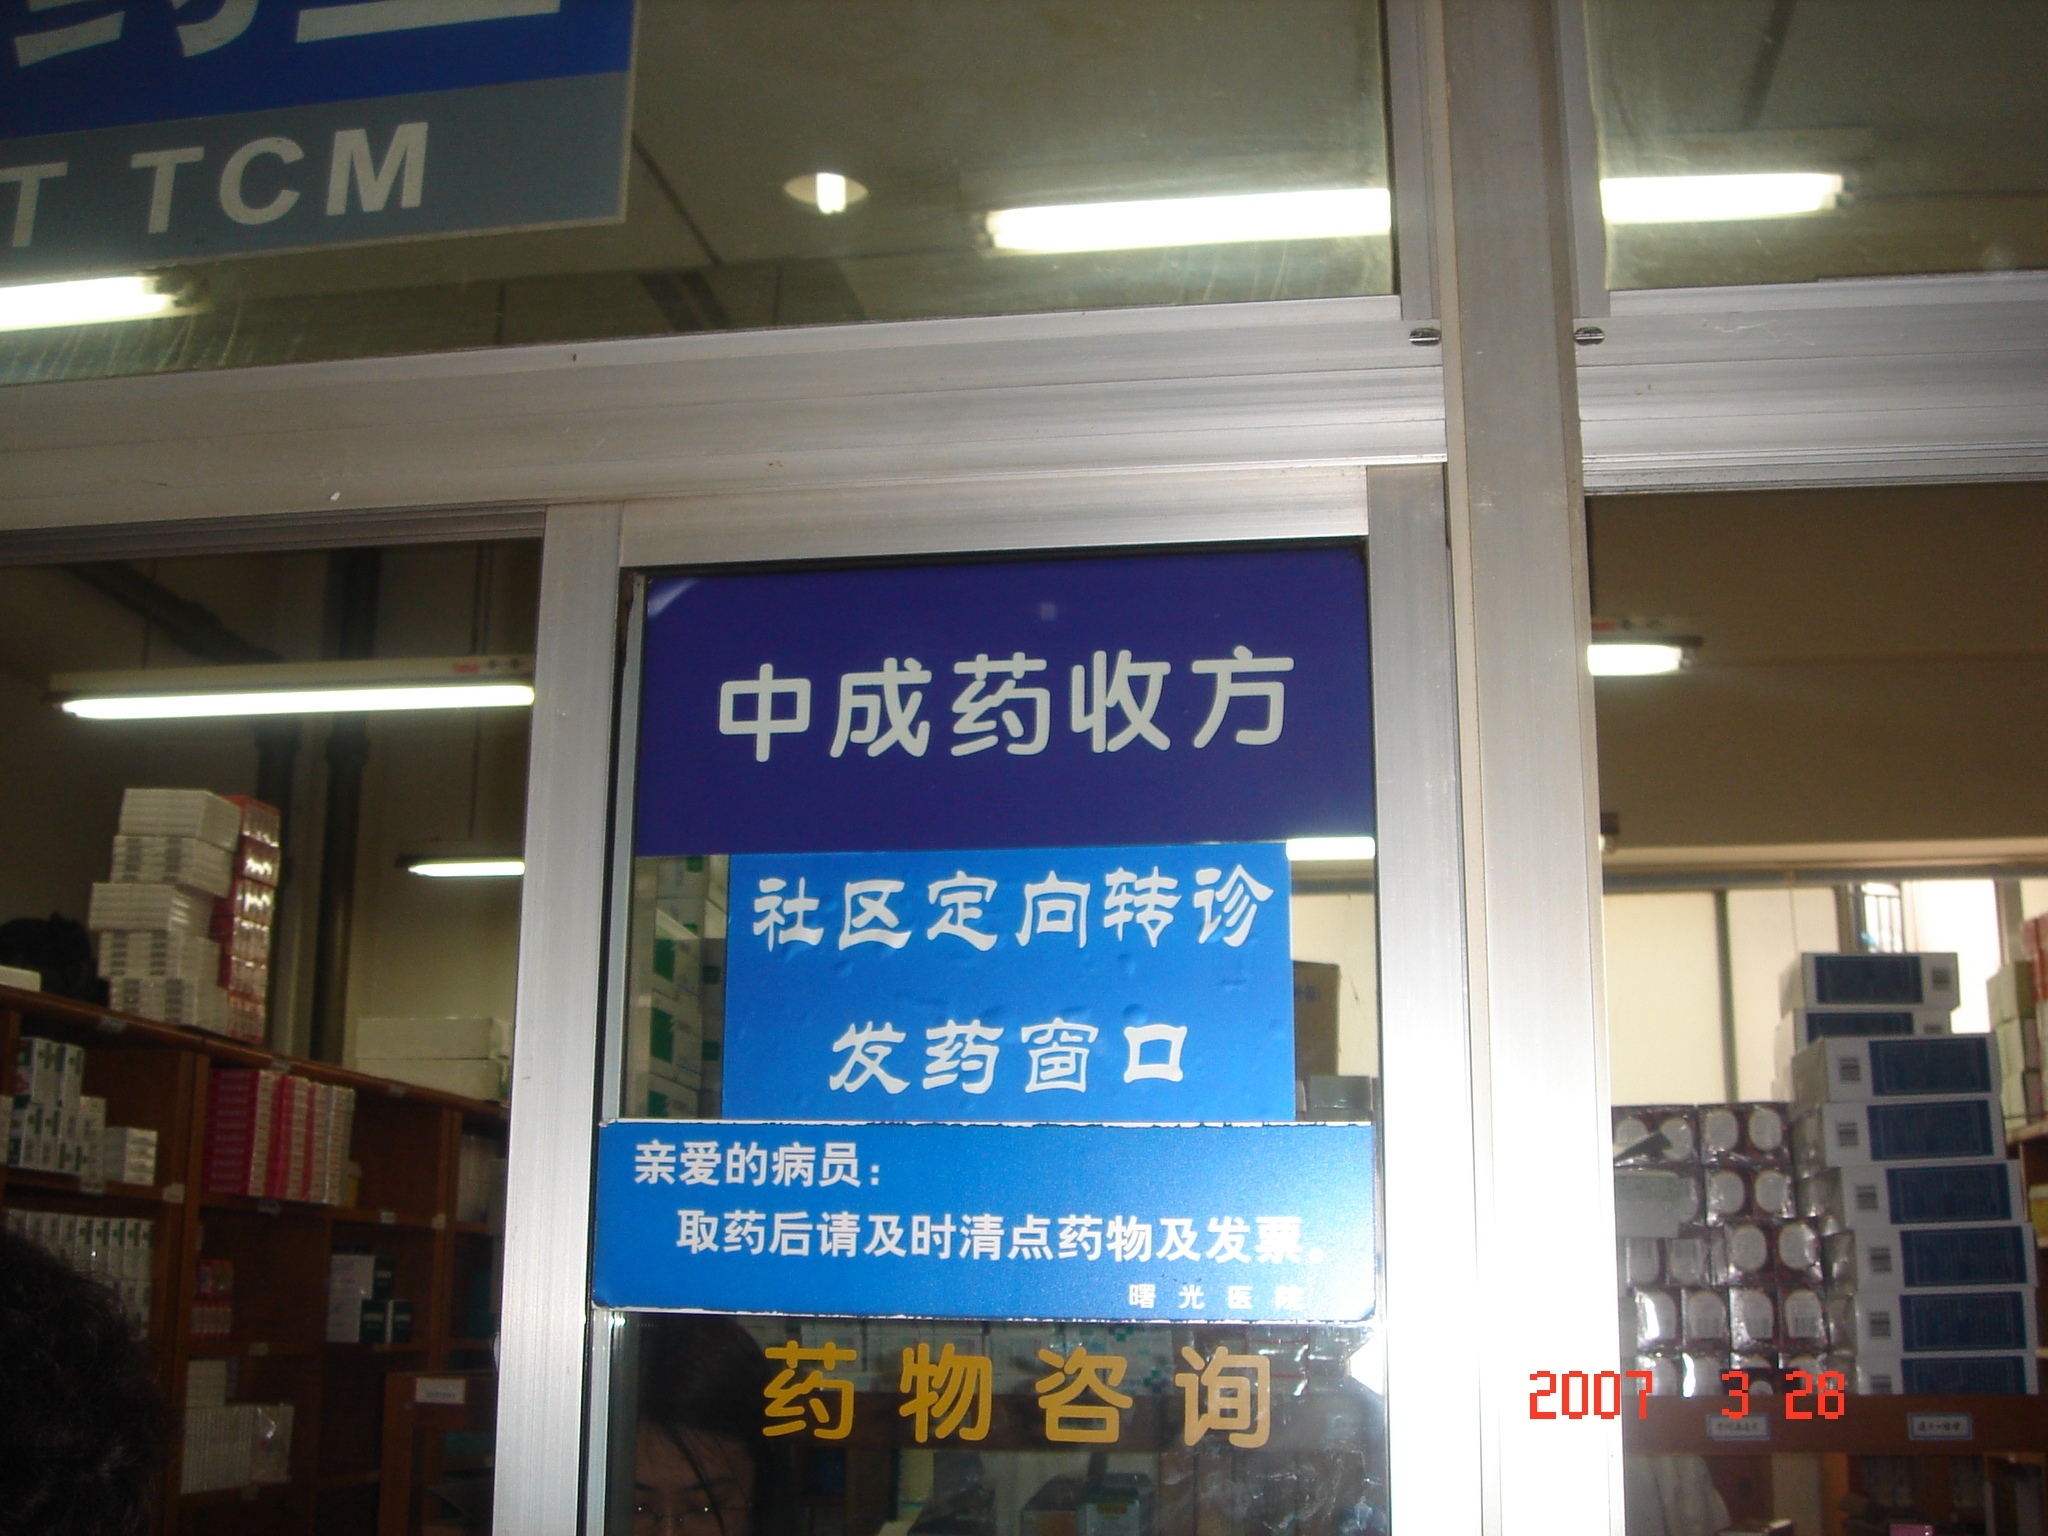 T TCM
中成药收方
社区定向转诊
发药窗口
亲爱的病员：
取药后请及时清点药物及发票。
曙光医院
药物咨询
2007 3 28